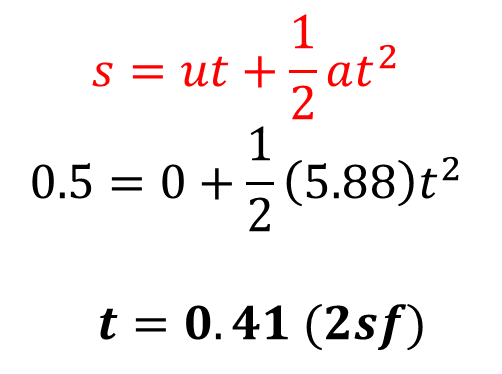 s = ut + 1/2 at²
0.5 = 0 + 1/2 (5.88)t²
t = 0.41 (2sf)